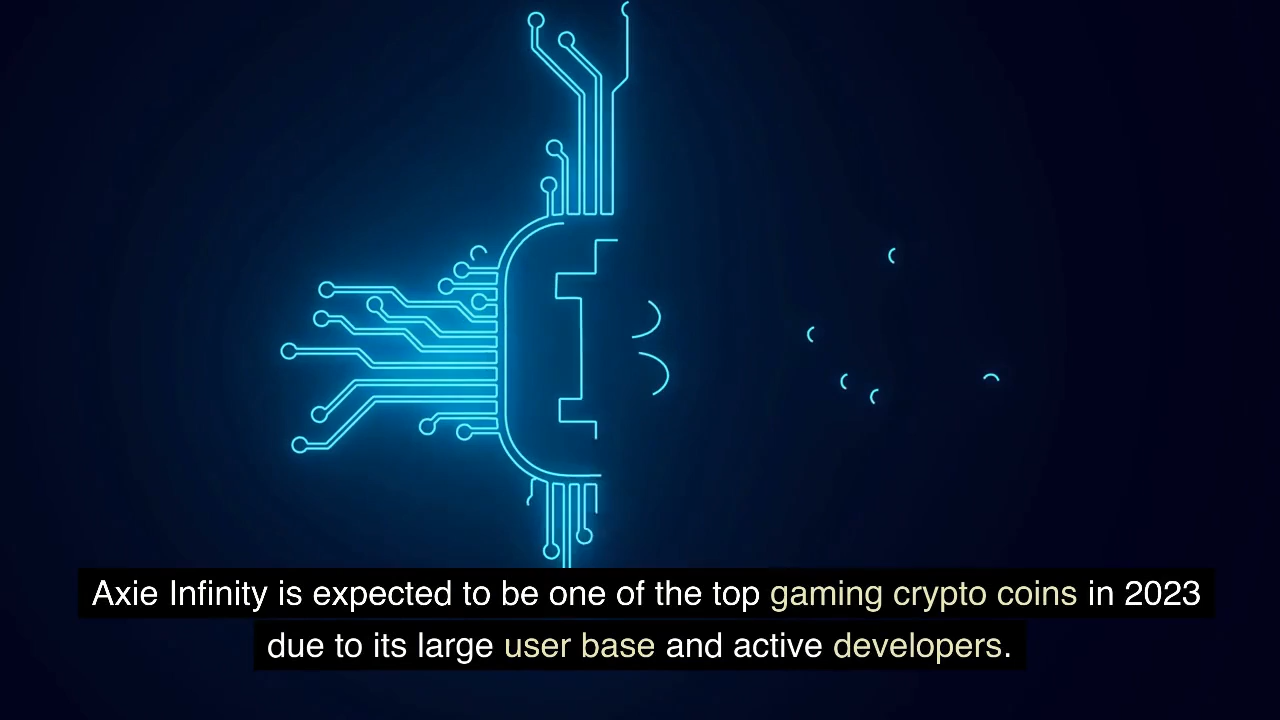 Axie Infinity is expected to be one of the top gaming crypto coins in 2023
due to its large user base and active developers.